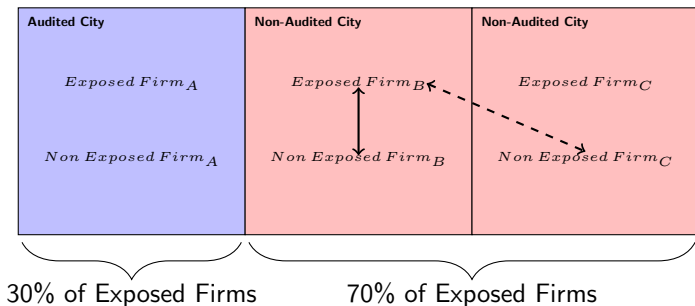 Audited City
Non-Audited City
Non-Audited City
Exposed Firm_A
Exposed Firm_B
Exposed Firm_C
Non Exposed Firm_A
Non Exposed Firm_B
Non Exposed Firm_C
30% of Exposed Firms
70% of Exposed Firms